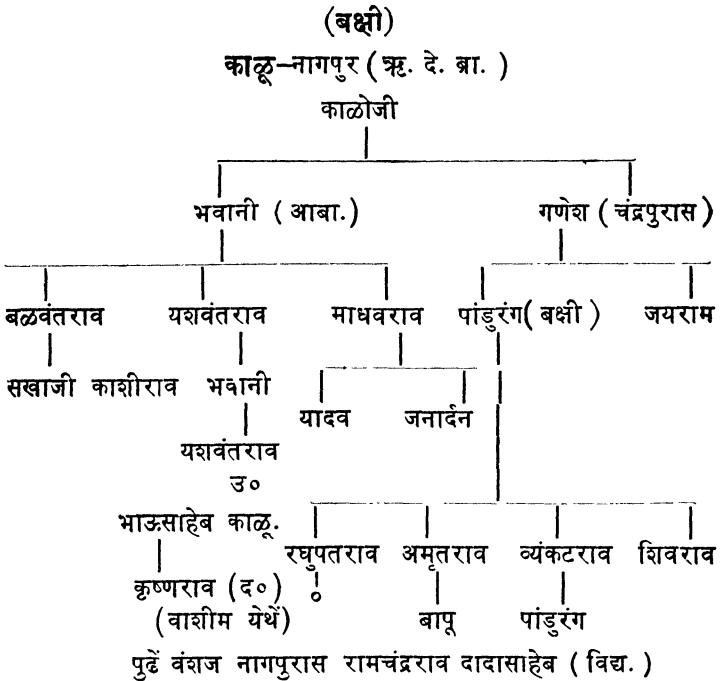 (बक्षी)
काळू-नागपुर (ऋ. दे. ब्रा.)
काळोजी
भवानी (आबा.) गणेश (चंद्रपुरास)
बळवंतराव यशवंतराव माधवराव पांडुरंग (बक्षी) जयराम
सखाजी काशीराव भवानी
यादव जनार्दन
यशवंतराव
उ०
भाऊसाहेब काळू.
रघुपतराव अमृतराव व्यंकटराव शिवराव
कृष्णराव (द०) ० बापू पांडुरंग
(वाशीम येथें)
पुढें वंशज नागपुरास रामचंद्रराव दादासाहेब (विद्य.)